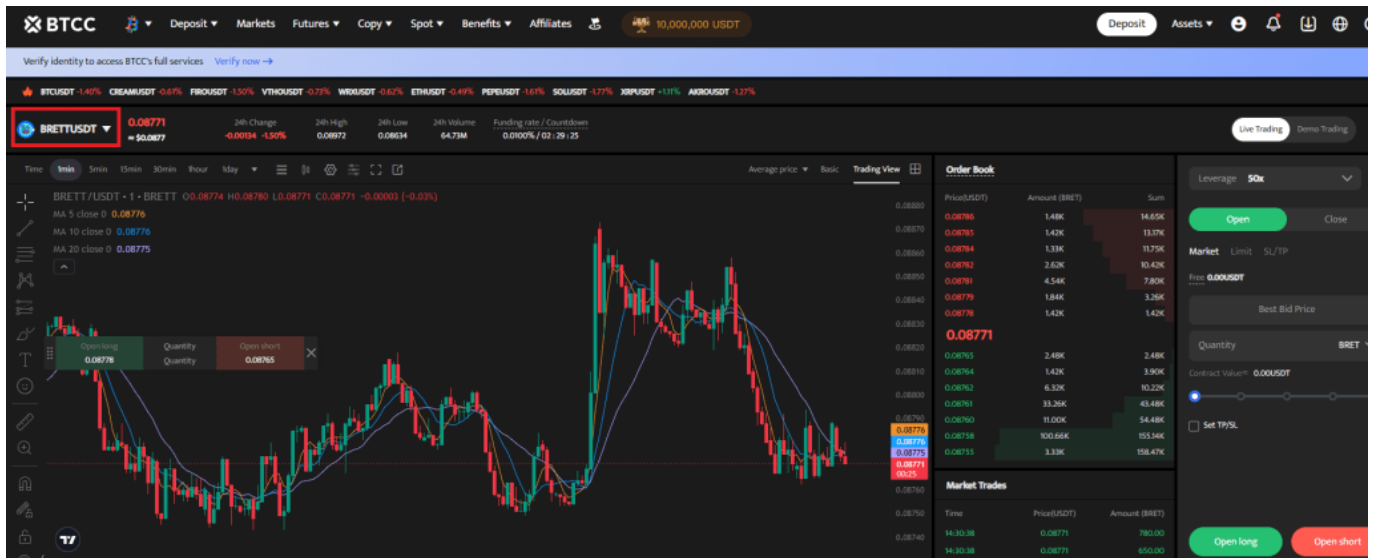 BTCC Deposit Markets Futures Copy Spot Benefits Affiliates 10,000,000 USDT Deposit Assets
Verify identity to access BTCC's full services Verify now →
BTCUSDT -1.40% CREAMUSDT -0.61% FIROUSDT -1.50% VTHOUSDT -0.73% WRXUSDT -0.62% ETHUSDT -0.49% PEPEUSDT -1.61% SOLUSDT -1.77% XRPUSDT +1.11% AKROUSDT -1.27%
BRETTUSDT 0.08771 24h Change 24h High 24h Low 24h Volume Funding rate / Countdown Live Trading Demo Trading
≈ $0.0877 -0.00134 -1.50% 0.08972 0.08634 64.73M 0.0100% / 02 : 29 : 25
Time 1min 5min 15min 30min 1hour 1day Average price Basic Trading View
BRETT/USDT • 1 • BRETT O0.08774 H0.08780 L0.08771 C0.08771 -0.00003 (-0.03%)
MA 5 close 0 0.08776
MA 10 close 0 0.08776
MA 20 close 0 0.08775
Open long Quantity Open short
0.08778 Quantity 0.08765
0.08880
0.08870
0.08860
0.08850
0.08840
0.08830
0.08820
0.08810
0.08800
0.08790
0.08776
0.08776
0.08775
0.08771
00:25
0.08760
0.08750
0.08740
Order Book
Price(USDT) Amount (BRET) Sum
0.08786 1.48K 14.65K
0.08785 1.42K 13.17K
0.08784 1.33K 11.75K
0.08782 2.62K 10.42K
0.08781 4.54K 7.80K
0.08779 1.84K 3.26K
0.08778 1.42K 1.42K
0.08771
0.08765 2.48K 2.48K
0.08764 1.42K 3.90K
0.08762 6.32K 10.22K
0.08761 33.26K 43.48K
0.08760 11.00K 54.48K
0.08758 100.66K 155.14K
0.08755 3.33K 158.47K
Market Trades
Time Price(USDT) Amount (BRET)
14:30:38 0.08771 780.00
14:30:38 0.08771 650.00
Leverage 50x
Open Close
Market Limit SL/TP
Free 0.00USDT
Best Bid Price
Quantity BRET
Contract Value≈ 0.00USDT
Set TP/SL
Open long Open short